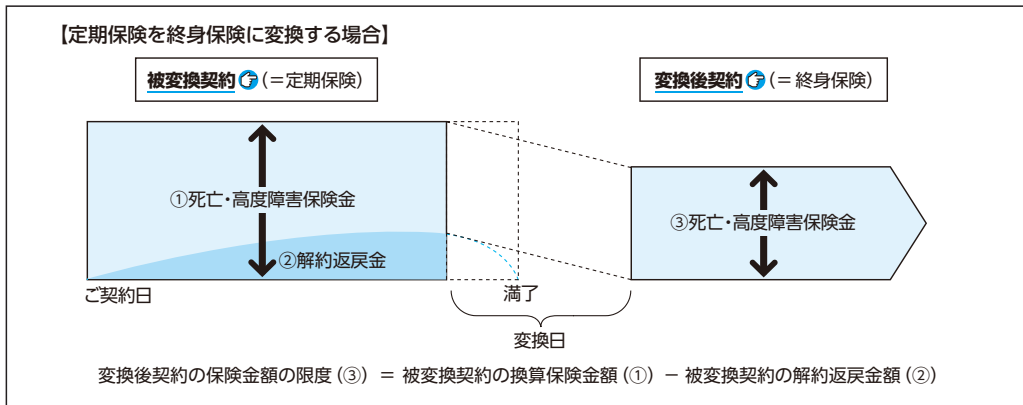 【定期保険を終身保険に変換する場合】
被変換契約 (=定期保険)
変換後契約 (=終身保険)
①死亡・高度障害保険金
②解約返戻金
③死亡・高度障害保険金
ご契約日
満了
変換日
変換後契約の保険金額の限度(③) = 被変換契約の換算保険金額(①) − 被変換契約の解約返戻金額(②)